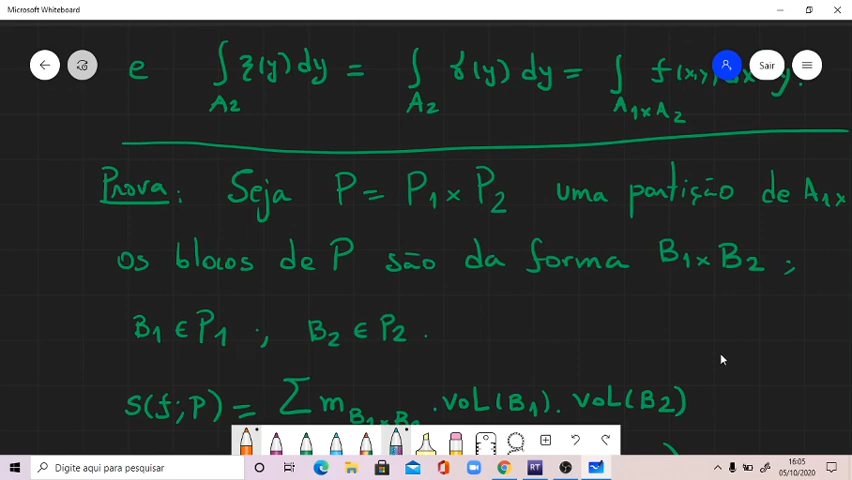 Microsoft Whiteboard
e ∫_{A2} ξ(y) dy = ∫_{A2} γ(y) dy = ∫_{A1×A2} f(x,y)
Sair
Prova: Seja P = P1 × P2 uma partição de A1×
os blocos de P são da forma B1 × B2 ;
B1 ∈ P1 ; B2 ∈ P2 .
s(f;P) = ∑ m_{B1×B2} . voL(B1) . voL(B2)
Digite aqui para pesquisar
RT
16:05
05/10/2020